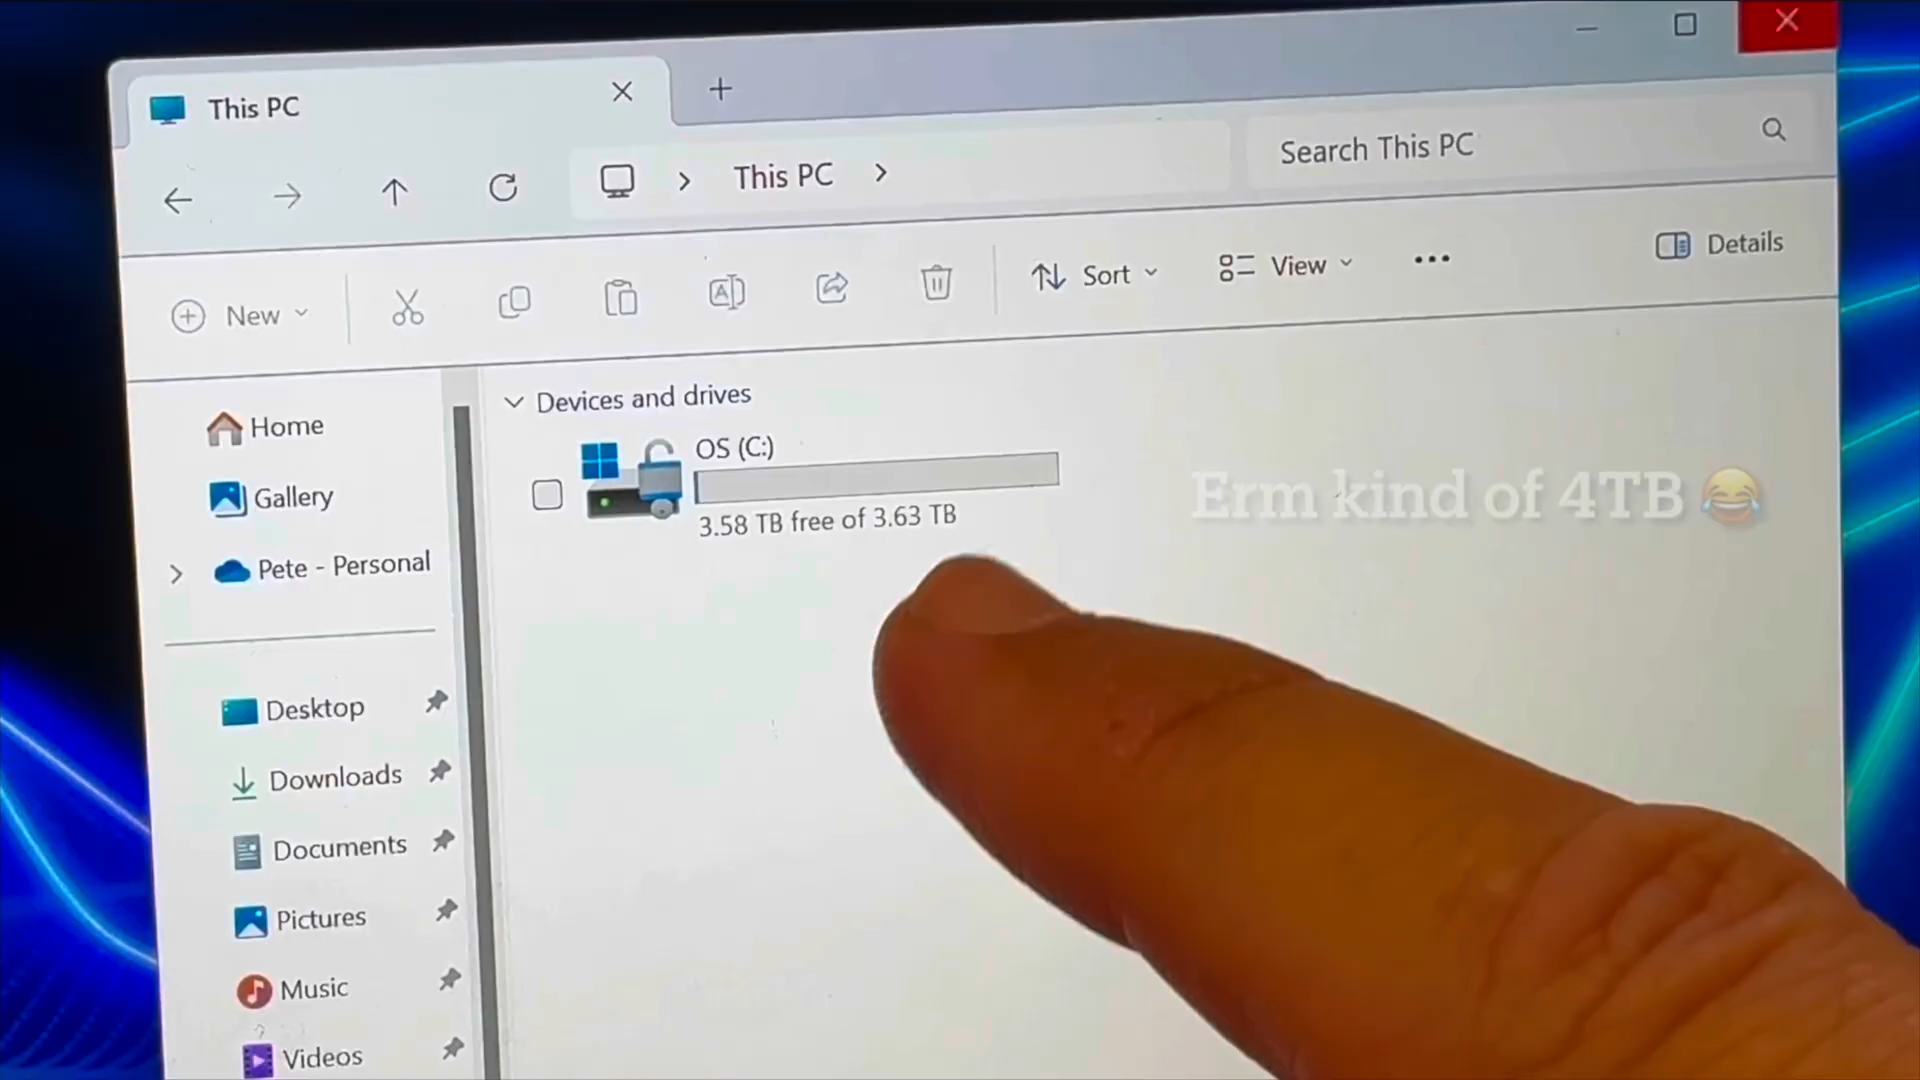 This PC
This PC
Search This PC
New
Sort
View
Details
Home
Gallery
Pete - Personal
Desktop
Downloads
Documents
Pictures
Music
Videos
Devices and drives
OS (C:)
3.58 TB free of 3.63 TB
Erm kind of 4TB 😂